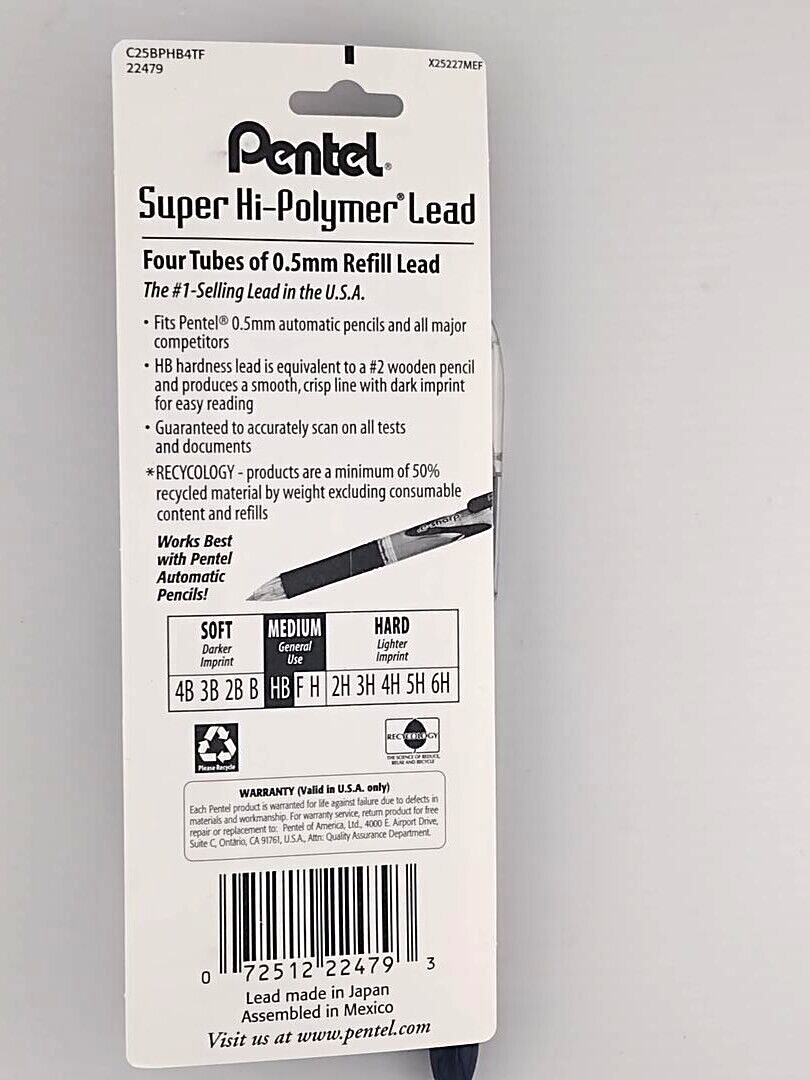 C25BPHB4TF
22479
X25227MEF
Pentel®
Super Hi-Polymer® Lead
Four Tubes of 0.5mm Refill Lead
The #1-Selling Lead in the U.S.A.
• Fits Pentel® 0.5mm automatic pencils and all major
competitors
• HB hardness lead is equivalent to a #2 wooden pencil
and produces a smooth, crisp line with dark imprint
for easy reading
• Guaranteed to accurately scan on all tests
and documents
*RECYCOLOGY - products are a minimum of 50%
recycled material by weight excluding consumable
content and refills
Works Best
with Pentel
Automatic
Pencils!
SOFT MEDIUM HARD
Darker General Lighter
Imprint Use Imprint
4B 3B 2B B HB F H 2H 3H 4H 5H 6H
Please Recycle
RECYCOLOGY
THE SCIENCE OF REDUCE,
REUSE AND RECYCLE
WARRANTY (Valid in U.S.A. only)
Each Pentel product is warranted for life against failure due to defects in
materials and workmanship. For warranty service, return product for free
repair or replacement to: Pentel of America, Ltd., 4000 E. Airport Drive,
Suite C, Ontario, CA 91761, U.S.A., Attn: Quality Assurance Department.
0 72512 22479 3
Lead made in Japan
Assembled in Mexico
Visit us at www.pentel.com